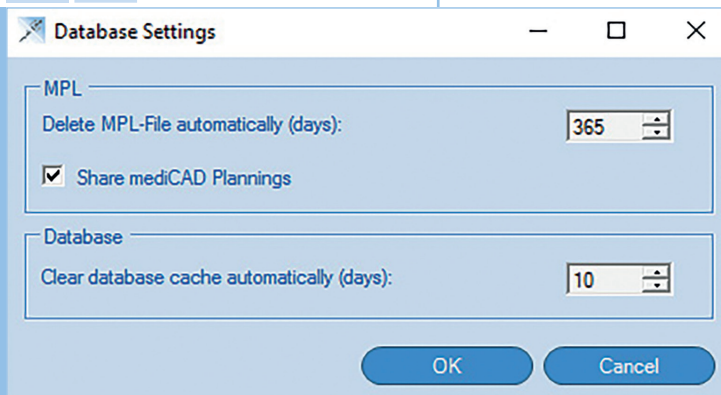 Database Settings
MPL
Delete MPL-File automatically (days):
365
Share mediCAD Plannings
Database
Clear database cache automatically (days):
10
OK
Cancel